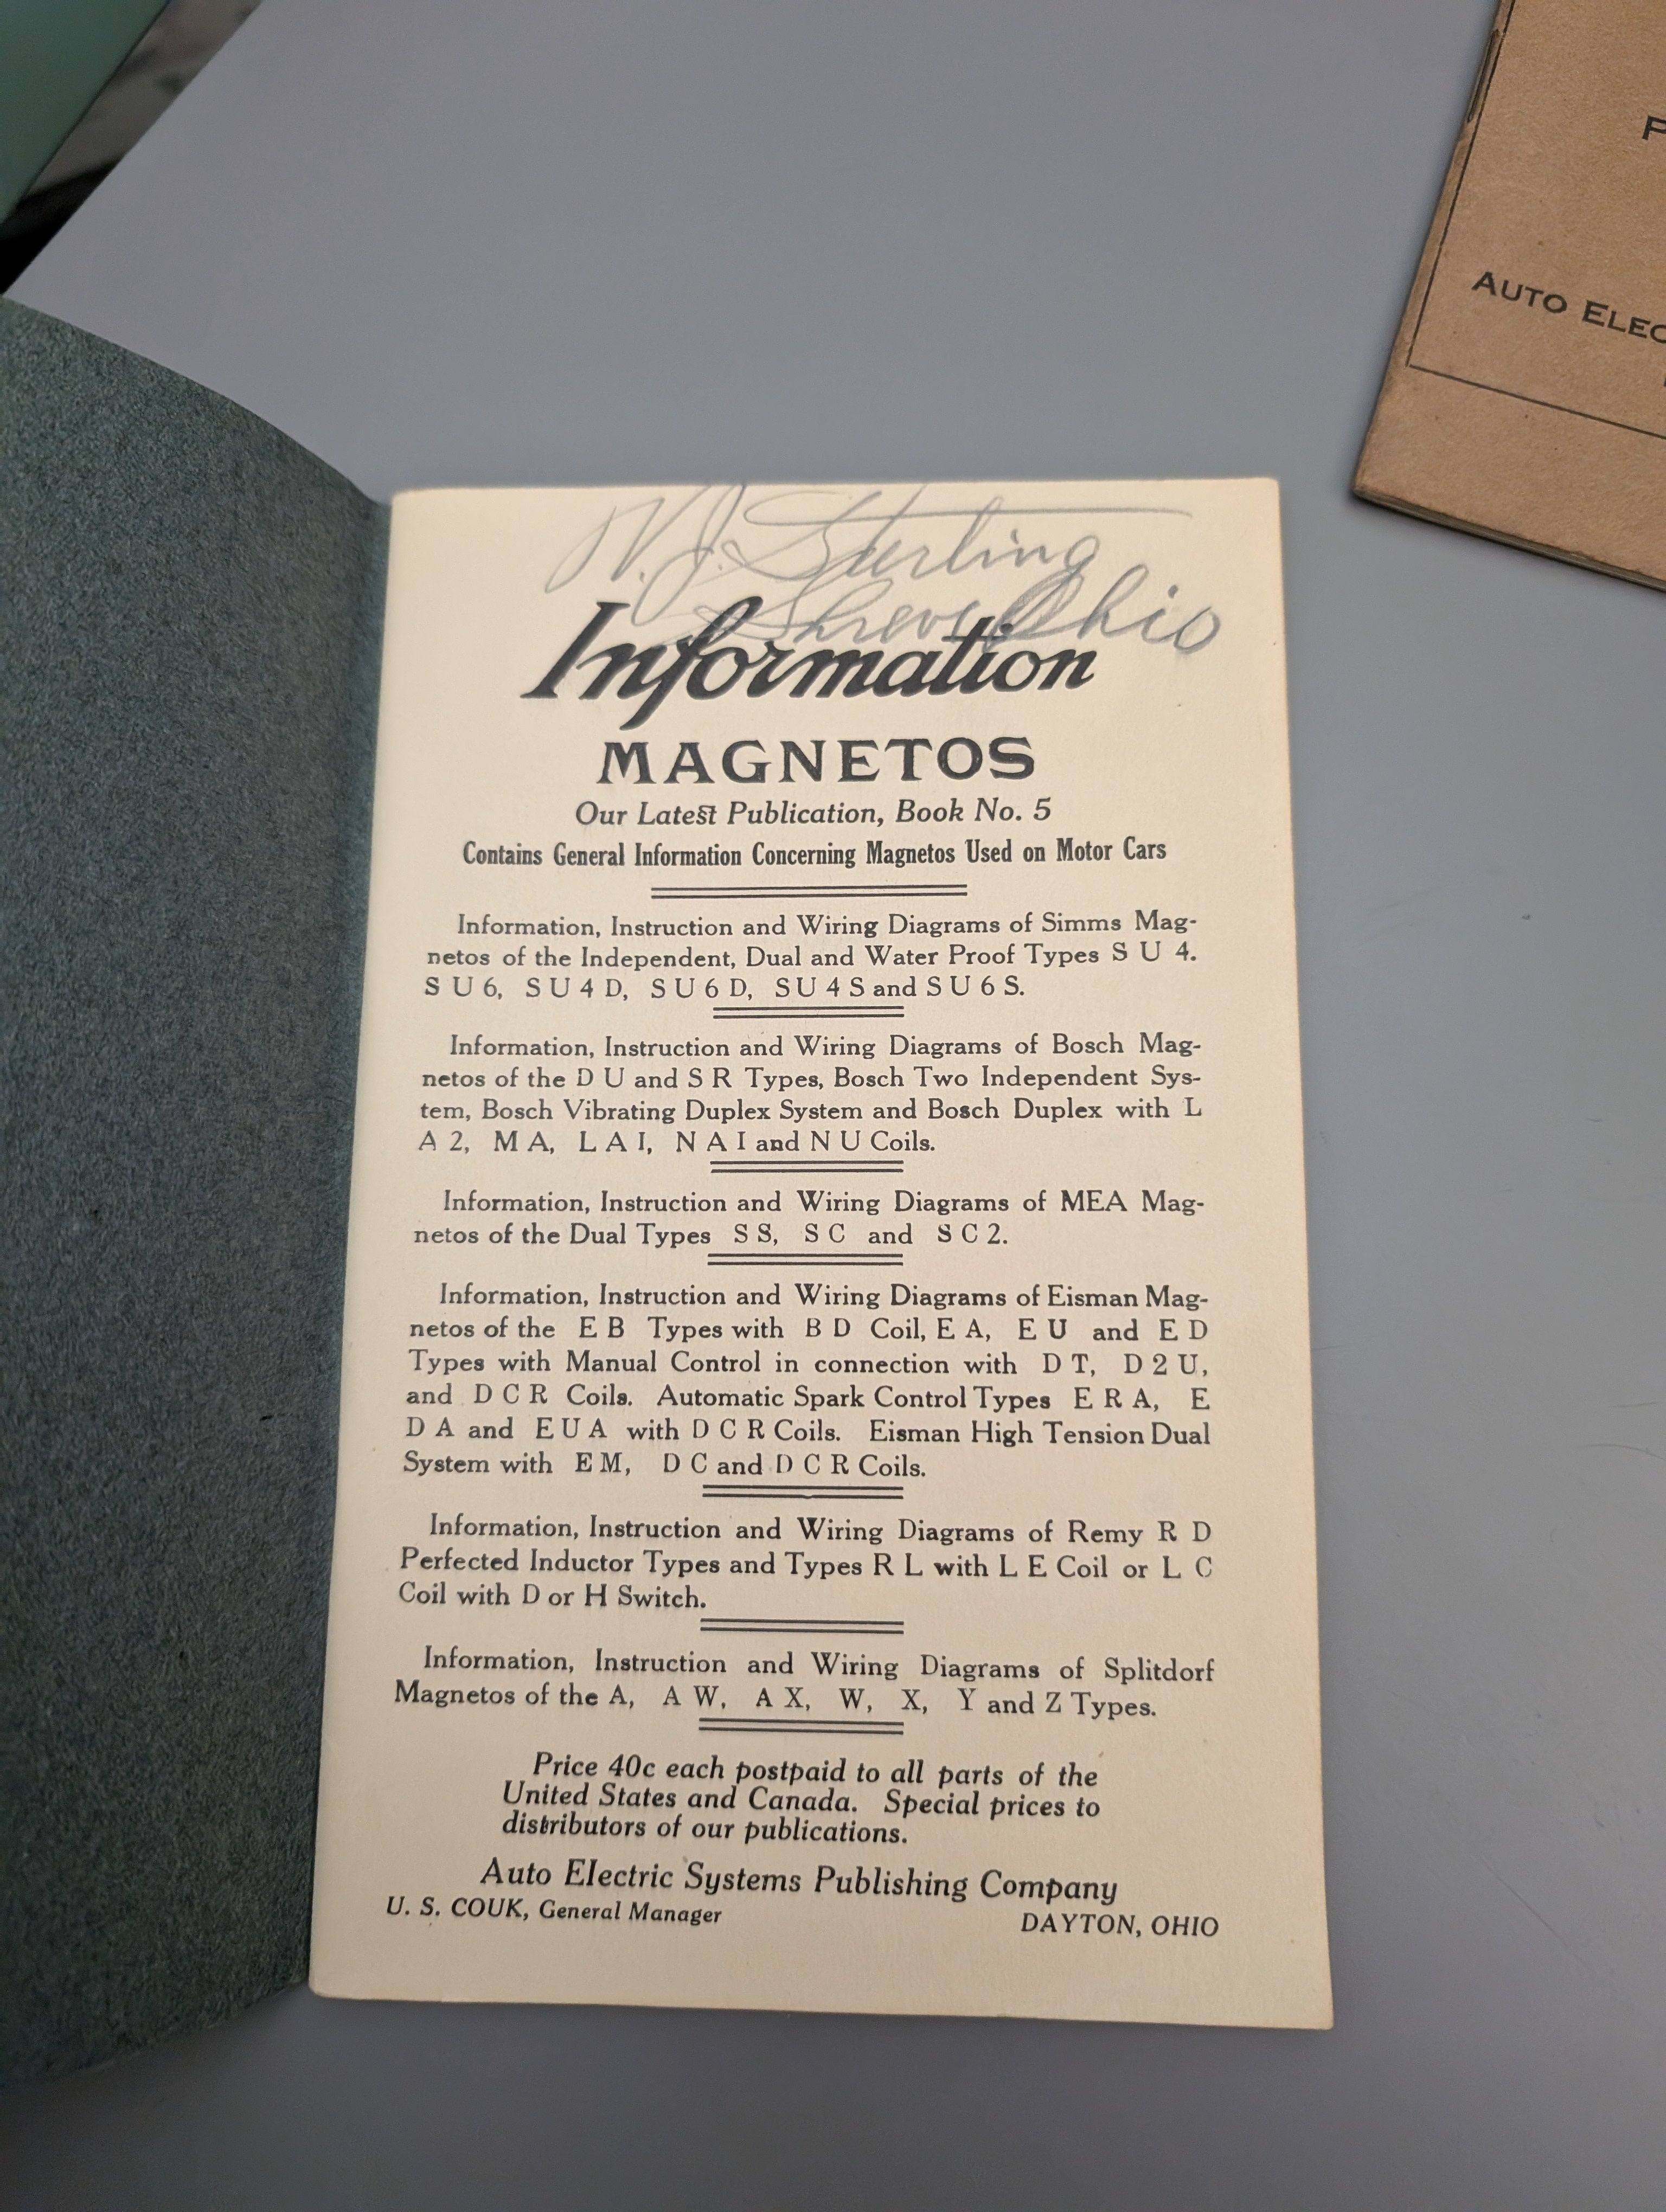 N. J. Sterling
Shreve Ohio
Information
MAGNETOS
Our Latest Publication, Book No. 5
Contains General Information Concerning Magnetos Used on Motor Cars
Information, Instruction and Wiring Diagrams of Simms Mag-
netos of the Independent, Dual and Water Proof Types S U 4.
S U 6, S U 4 D, S U 6 D, S U 4 S and S U 6 S.
Information, Instruction and Wiring Diagrams of Bosch Mag-
netos of the D U and S R Types, Bosch Two Independent Sys-
tem, Bosch Vibrating Duplex System and Bosch Duplex with L
A 2, M A, L A I, N A I and N U Coils.
Information, Instruction and Wiring Diagrams of MEA Mag-
netos of the Dual Types S S, S C and S C 2.
Information, Instruction and Wiring Diagrams of Eisman Mag-
netos of the E B Types with B D Coil, E A, E U and E D
Types with Manual Control in connection with D T, D 2 U,
and D C R Coils. Automatic Spark Control Types E R A, E
D A and E U A with D C R Coils. Eisman High Tension Dual
System with E M, D C and D C R Coils.
Information, Instruction and Wiring Diagrams of Remy R D
Perfected Inductor Types and Types R L with L E Coil or L C
Coil with D or H Switch.
Information, Instruction and Wiring Diagrams of Splitdorf
Magnetos of the A, A W, A X, W, X, Y and Z Types.
Price 40c each postpaid to all parts of the
United States and Canada. Special prices to
distributors of our publications.
Auto Electric Systems Publishing Company
U. S. COUK, General Manager DAYTON, OHIO
AUTO ELEC